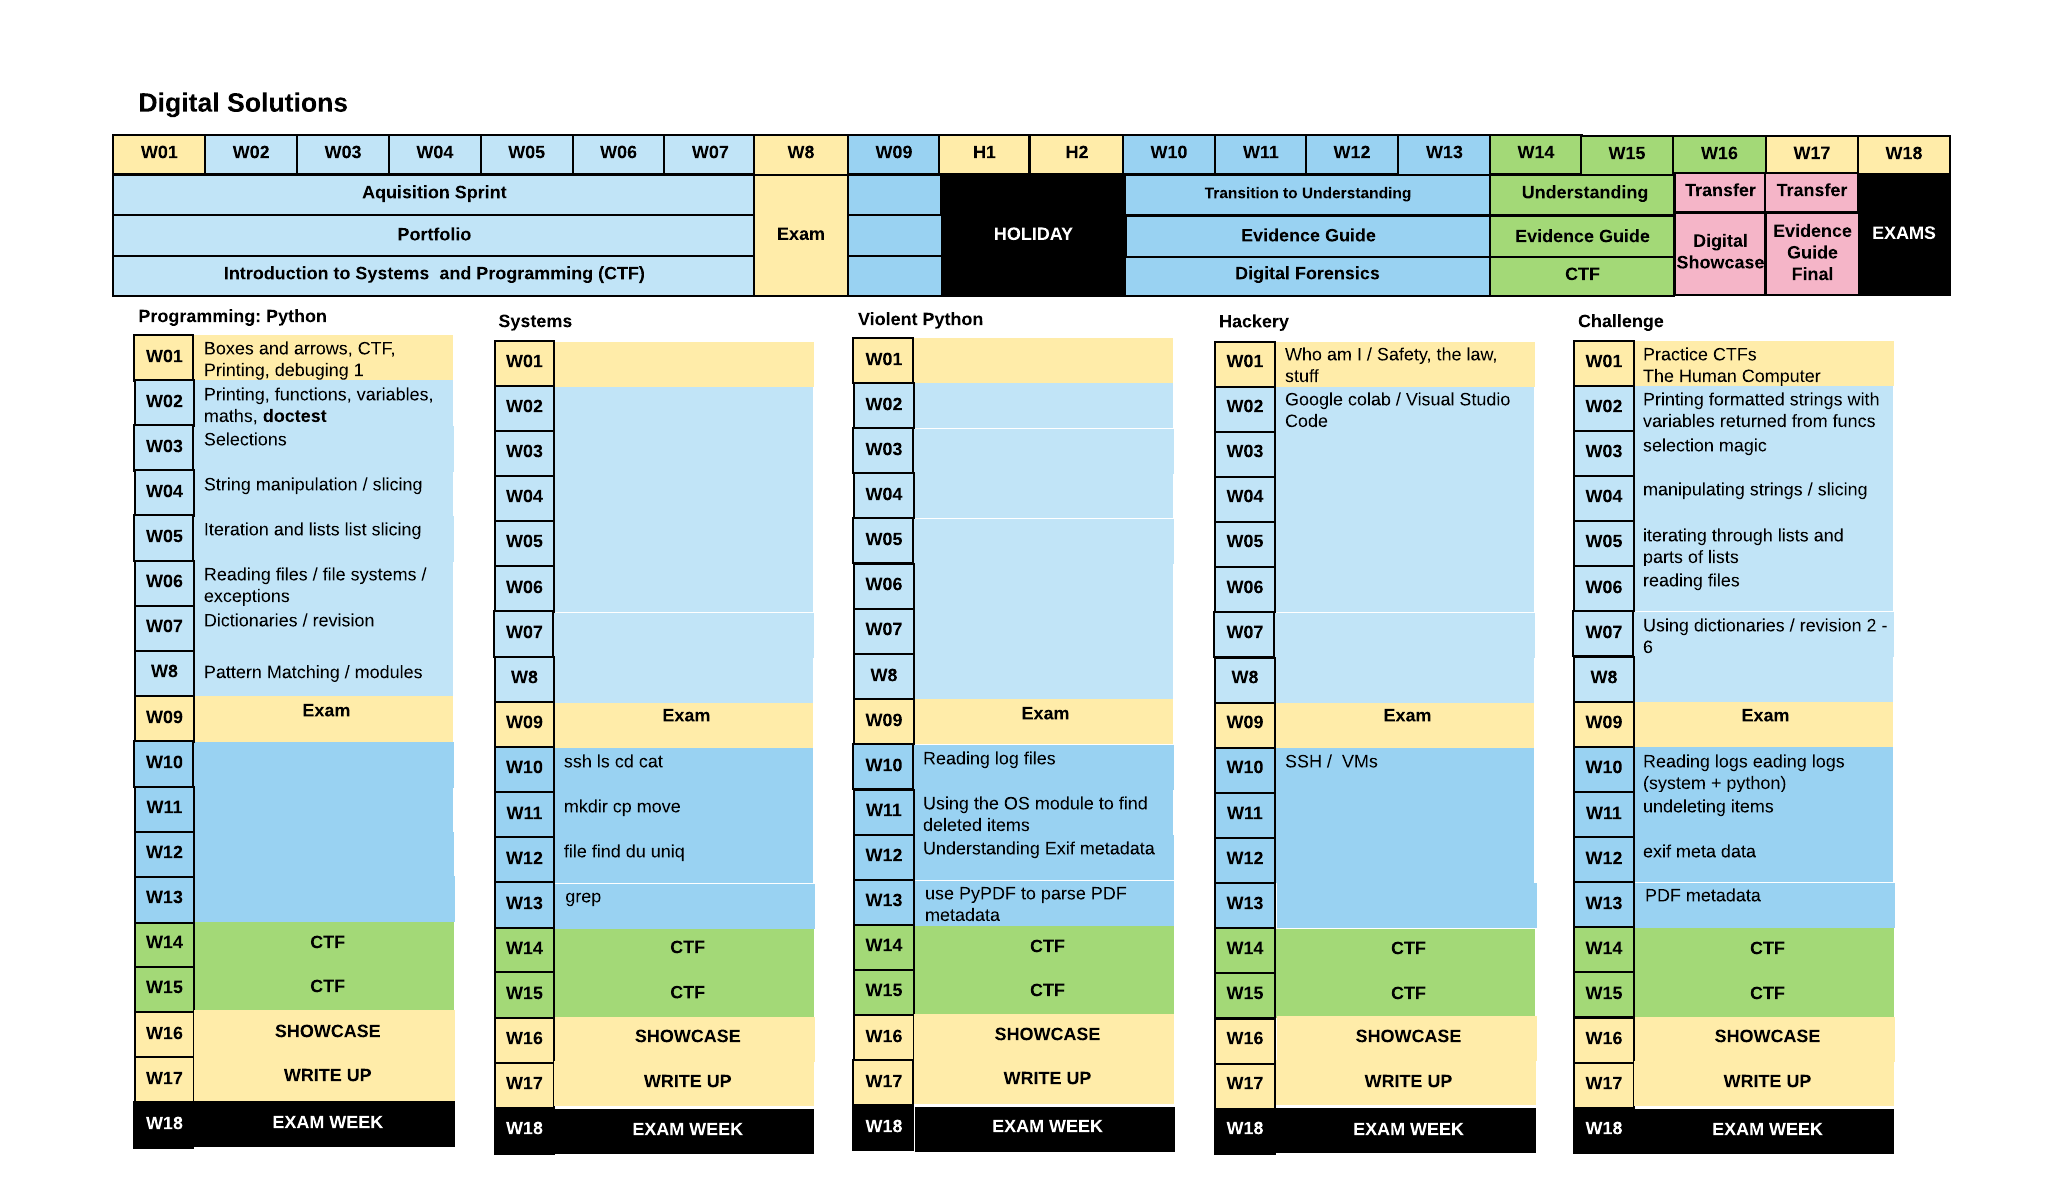 Digital Solutions
W01 W02 W03 W04 W05 W06 W07 W8 W09 H1 H2 W10 W11 W12 W13 W14 W15 W16 W17 W18
Aquisition Sprint
Portfolio
Introduction to Systems and Programming (CTF)
Exam
HOLIDAY
Transition to Understanding
Evidence Guide
Digital Forensics
Understanding
Evidence Guide
CTF
Transfer
Digital
Showcase
Transfer
Evidence
Guide
Final
EXAMS
Programming: Python
W01 Boxes and arrows, CTF,
Printing, debuging 1
W02 Printing, functions, variables,
maths, doctest
W03 Selections
W04 String manipulation / slicing
W05 Iteration and lists list slicing
W06 Reading files / file systems /
exceptions
W07 Dictionaries / revision
W8 Pattern Matching / modules
W09 Exam
W10
W11
W12
W13
W14 CTF
W15 CTF
W16 SHOWCASE
W17 WRITE UP
W18 EXAM WEEK
Systems
W01
W02
W03
W04
W05
W06
W07
W8
W09 Exam
W10 ssh ls cd cat
W11 mkdir cp move
W12 file find du uniq
W13 grep
W14 CTF
W15 CTF
W16 SHOWCASE
W17 WRITE UP
W18 EXAM WEEK
Violent Python
W01
W02
W03
W04
W05
W06
W07
W8
W09 Exam
W10 Reading log files
W11 Using the OS module to find
deleted items
W12 Understanding Exif metadata
W13 use PyPDF to parse PDF
metadata
W14 CTF
W15 CTF
W16 SHOWCASE
W17 WRITE UP
W18 EXAM WEEK
Hackery
W01 Who am I / Safety, the law,
stuff
W02 Google colab / Visual Studio
Code
W03
W04
W05
W06
W07
W8
W09 Exam
W10 SSH / VMs
W11
W12
W13
W14 CTF
W15 CTF
W16 SHOWCASE
W17 WRITE UP
W18 EXAM WEEK
Challenge
W01 Practice CTFs
The Human Computer
W02 Printing formatted strings with
variables returned from funcs
W03 selection magic
W04 manipulating strings / slicing
W05 iterating through lists and
parts of lists
W06 reading files
W07 Using dictionaries / revision 2 -
6
W8
W09 Exam
W10 Reading logs eading logs
(system + python)
W11 undeleting items
W12 exif meta data
W13 PDF metadata
W14 CTF
W15 CTF
W16 SHOWCASE
W17 WRITE UP
W18 EXAM WEEK